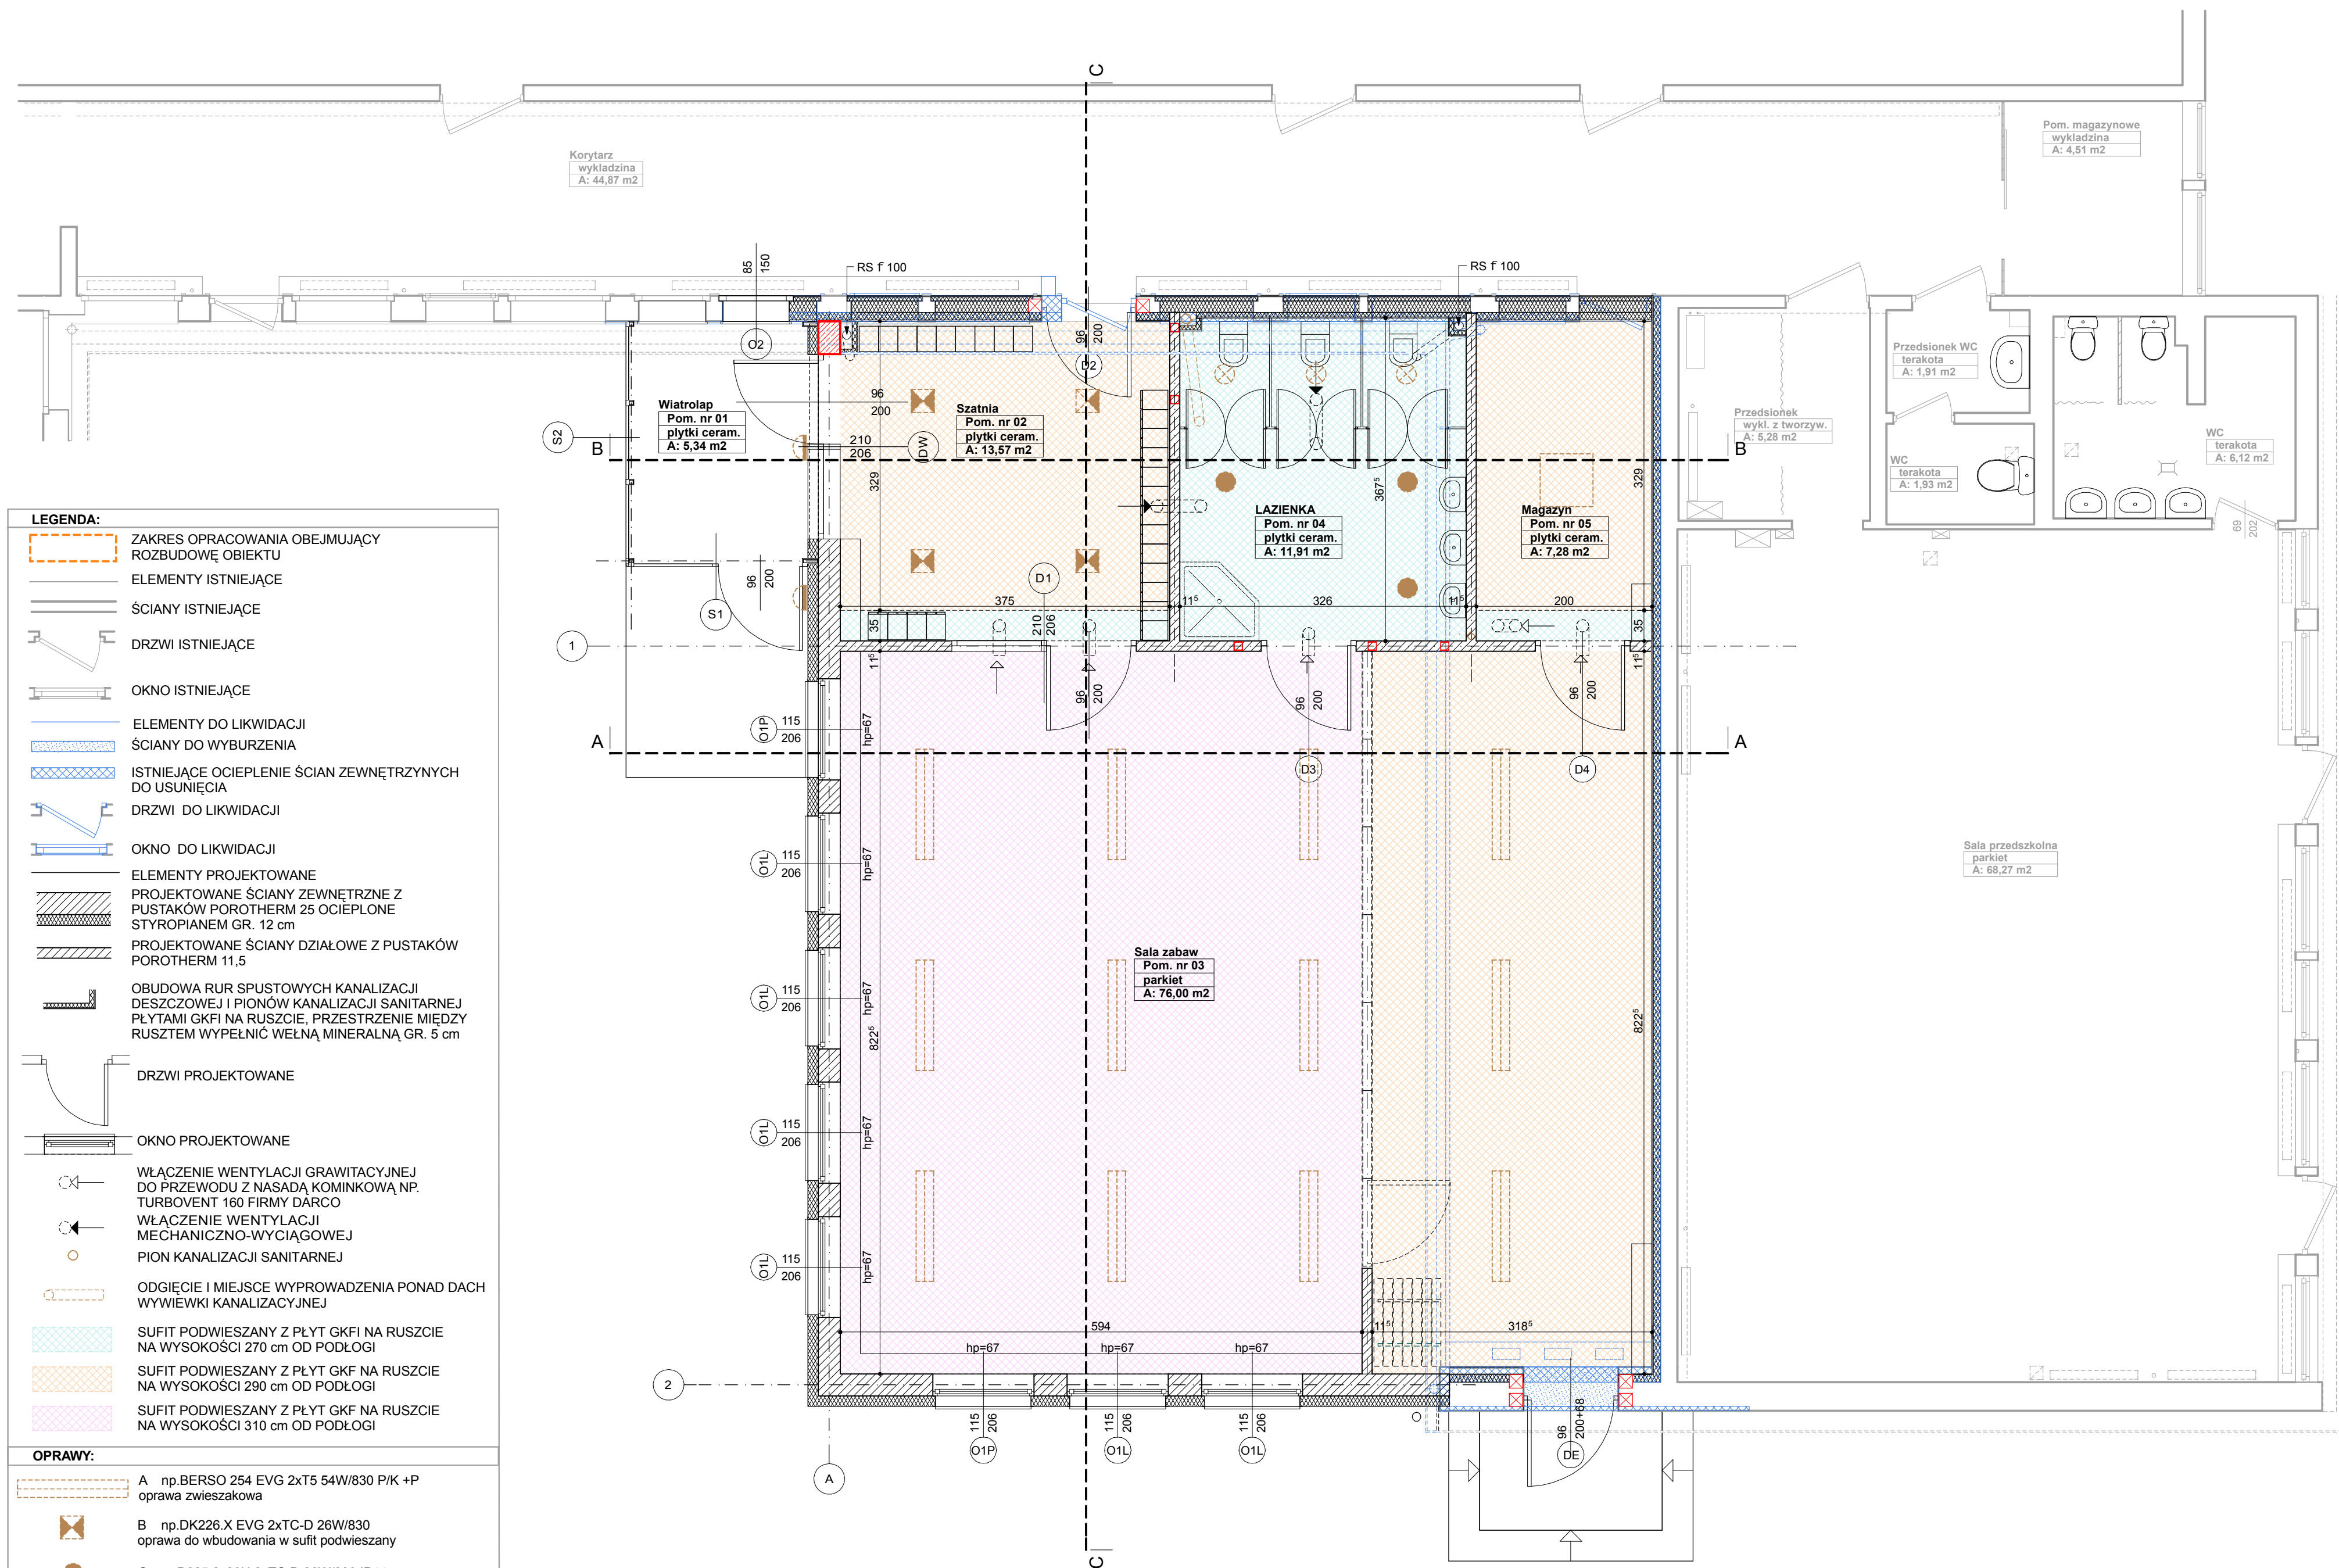 C
Korytarz
wykladzina
A: 44,87 m2
Pom. magazynowe
wykladzina
A: 4,51 m2
85
150
RS f 100
RS f 100
O2
96
200
D2
Przedsionek WC
terakota
A: 1,91 m2
Przedsionek
wykl. z tworzyw.
A: 5,28 m2
WC
terakota
A: 1,93 m2
WC
terakota
A: 6,12 m2
69
202
Wiatrolap
Pom. nr 01
plytki ceram.
A: 5,34 m2
96
200
Szatnia
Pom. nr 02
plytki ceram.
A: 13,57 m2
S2
B
B
210
206
DW
329
367⁵
329
LAZIENKA
Pom. nr 04
plytki ceram.
A: 11,91 m2
Magazyn
Pom. nr 05
plytki ceram.
A: 7,28 m2
96
200
S1
D1
375
11⁵
326
11⁵
200
35
210
206
35
1
11⁵
11⁵
96
200
96
200
96
200
O1P
115
206
hp=67
A
A
D3
D4
O1L
115
206
hp=67
Sala przedszkolna
parkiet
A: 68,27 m2
Sala zabaw
Pom. nr 03
parkiet
A: 76,00 m2
O1L
115
206
hp=67
822⁵
822⁵
O1L
115
206
hp=67
O1L
115
206
hp=67
594
11⁵
318⁵
hp=67
hp=67
hp=67
2
115
206
115
206
115
206
O1P
O1L
O1L
96
200+68
DE
A
C
LEGENDA:
ZAKRES OPRACOWANIA OBEJMUJĄCY
ROZBUDOWĘ OBIEKTU
ELEMENTY ISTNIEJĄCE
ŚCIANY ISTNIEJĄCE
DRZWI ISTNIEJĄCE
OKNO ISTNIEJĄCE
ELEMENTY DO LIKWIDACJI
ŚCIANY DO WYBURZENIA
ISTNIEJĄCE OCIEPLENIE ŚCIAN ZEWNĘTRZYNYCH
DO USUNIĘCIA
DRZWI DO LIKWIDACJI
OKNO DO LIKWIDACJI
ELEMENTY PROJEKTOWANE
PROJEKTOWANE ŚCIANY ZEWNĘTRZNE Z
PUSTAKÓW POROTHERM 25 OCIEPLONE
STYROPIANEM GR. 12 cm
PROJEKTOWANE ŚCIANY DZIAŁOWE Z PUSTAKÓW
POROTHERM 11,5
OBUDOWA RUR SPUSTOWYCH KANALIZACJI
DESZCZOWEJ I PIONÓW KANALIZACJI SANITARNEJ
PŁYTAMI GKFI NA RUSZCIE, PRZESTRZENIE MIĘDZY
RUSZTEM WYPEŁNIĆ WEŁNĄ MINERALNĄ GR. 5 cm
DRZWI PROJEKTOWANE
OKNO PROJEKTOWANE
WŁĄCZENIE WENTYLACJI GRAWITACYJNEJ
DO PRZEWODU Z NASADĄ KOMINKOWĄ NP.
TURBOVENT 160 FIRMY DARCO
WŁĄCZENIE WENTYLACJI
MECHANICZNO-WYCIĄGOWEJ
PION KANALIZACJI SANITARNEJ
ODGIĘCIE I MIEJSCE WYPROWADZENIA PONAD DACH
WYWIEWKI KANALIZACYJNEJ
SUFIT PODWIESZANY Z PŁYT GKFI NA RUSZCIE
NA WYSOKOŚCI 270 cm OD PODŁOGI
SUFIT PODWIESZANY Z PŁYT GKF NA RUSZCIE
NA WYSOKOŚCI 290 cm OD PODŁOGI
SUFIT PODWIESZANY Z PŁYT GKF NA RUSZCIE
NA WYSOKOŚCI 310 cm OD PODŁOGI
OPRAWY:
A np.BERSO 254 EVG 2xT5 54W/830 P/K +P
oprawa zwieszakowa
B np.DK226.X EVG 2xTC-D 26W/830
oprawa do wbudowania w sufit podwieszany